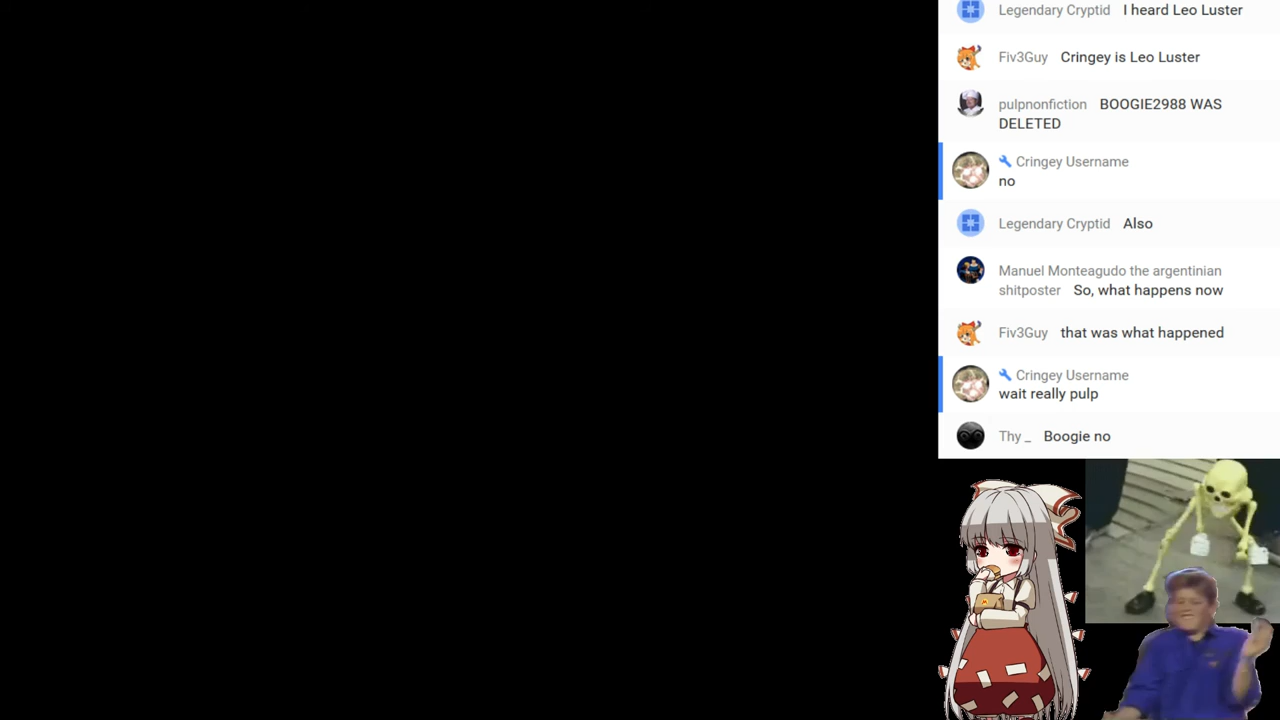 Legendary Cryptid I heard Leo Luster
Fiv3Guy Cringey is Leo Luster
pulpnonfiction BOOGIE2988 WAS
DELETED
Cringey Username
no
Legendary Cryptid Also
Manuel Monteagudo the argentinian
shitposter So, what happens now
Fiv3Guy that was what happened
Cringey Username
wait really pulp
Thy _ Boogie no